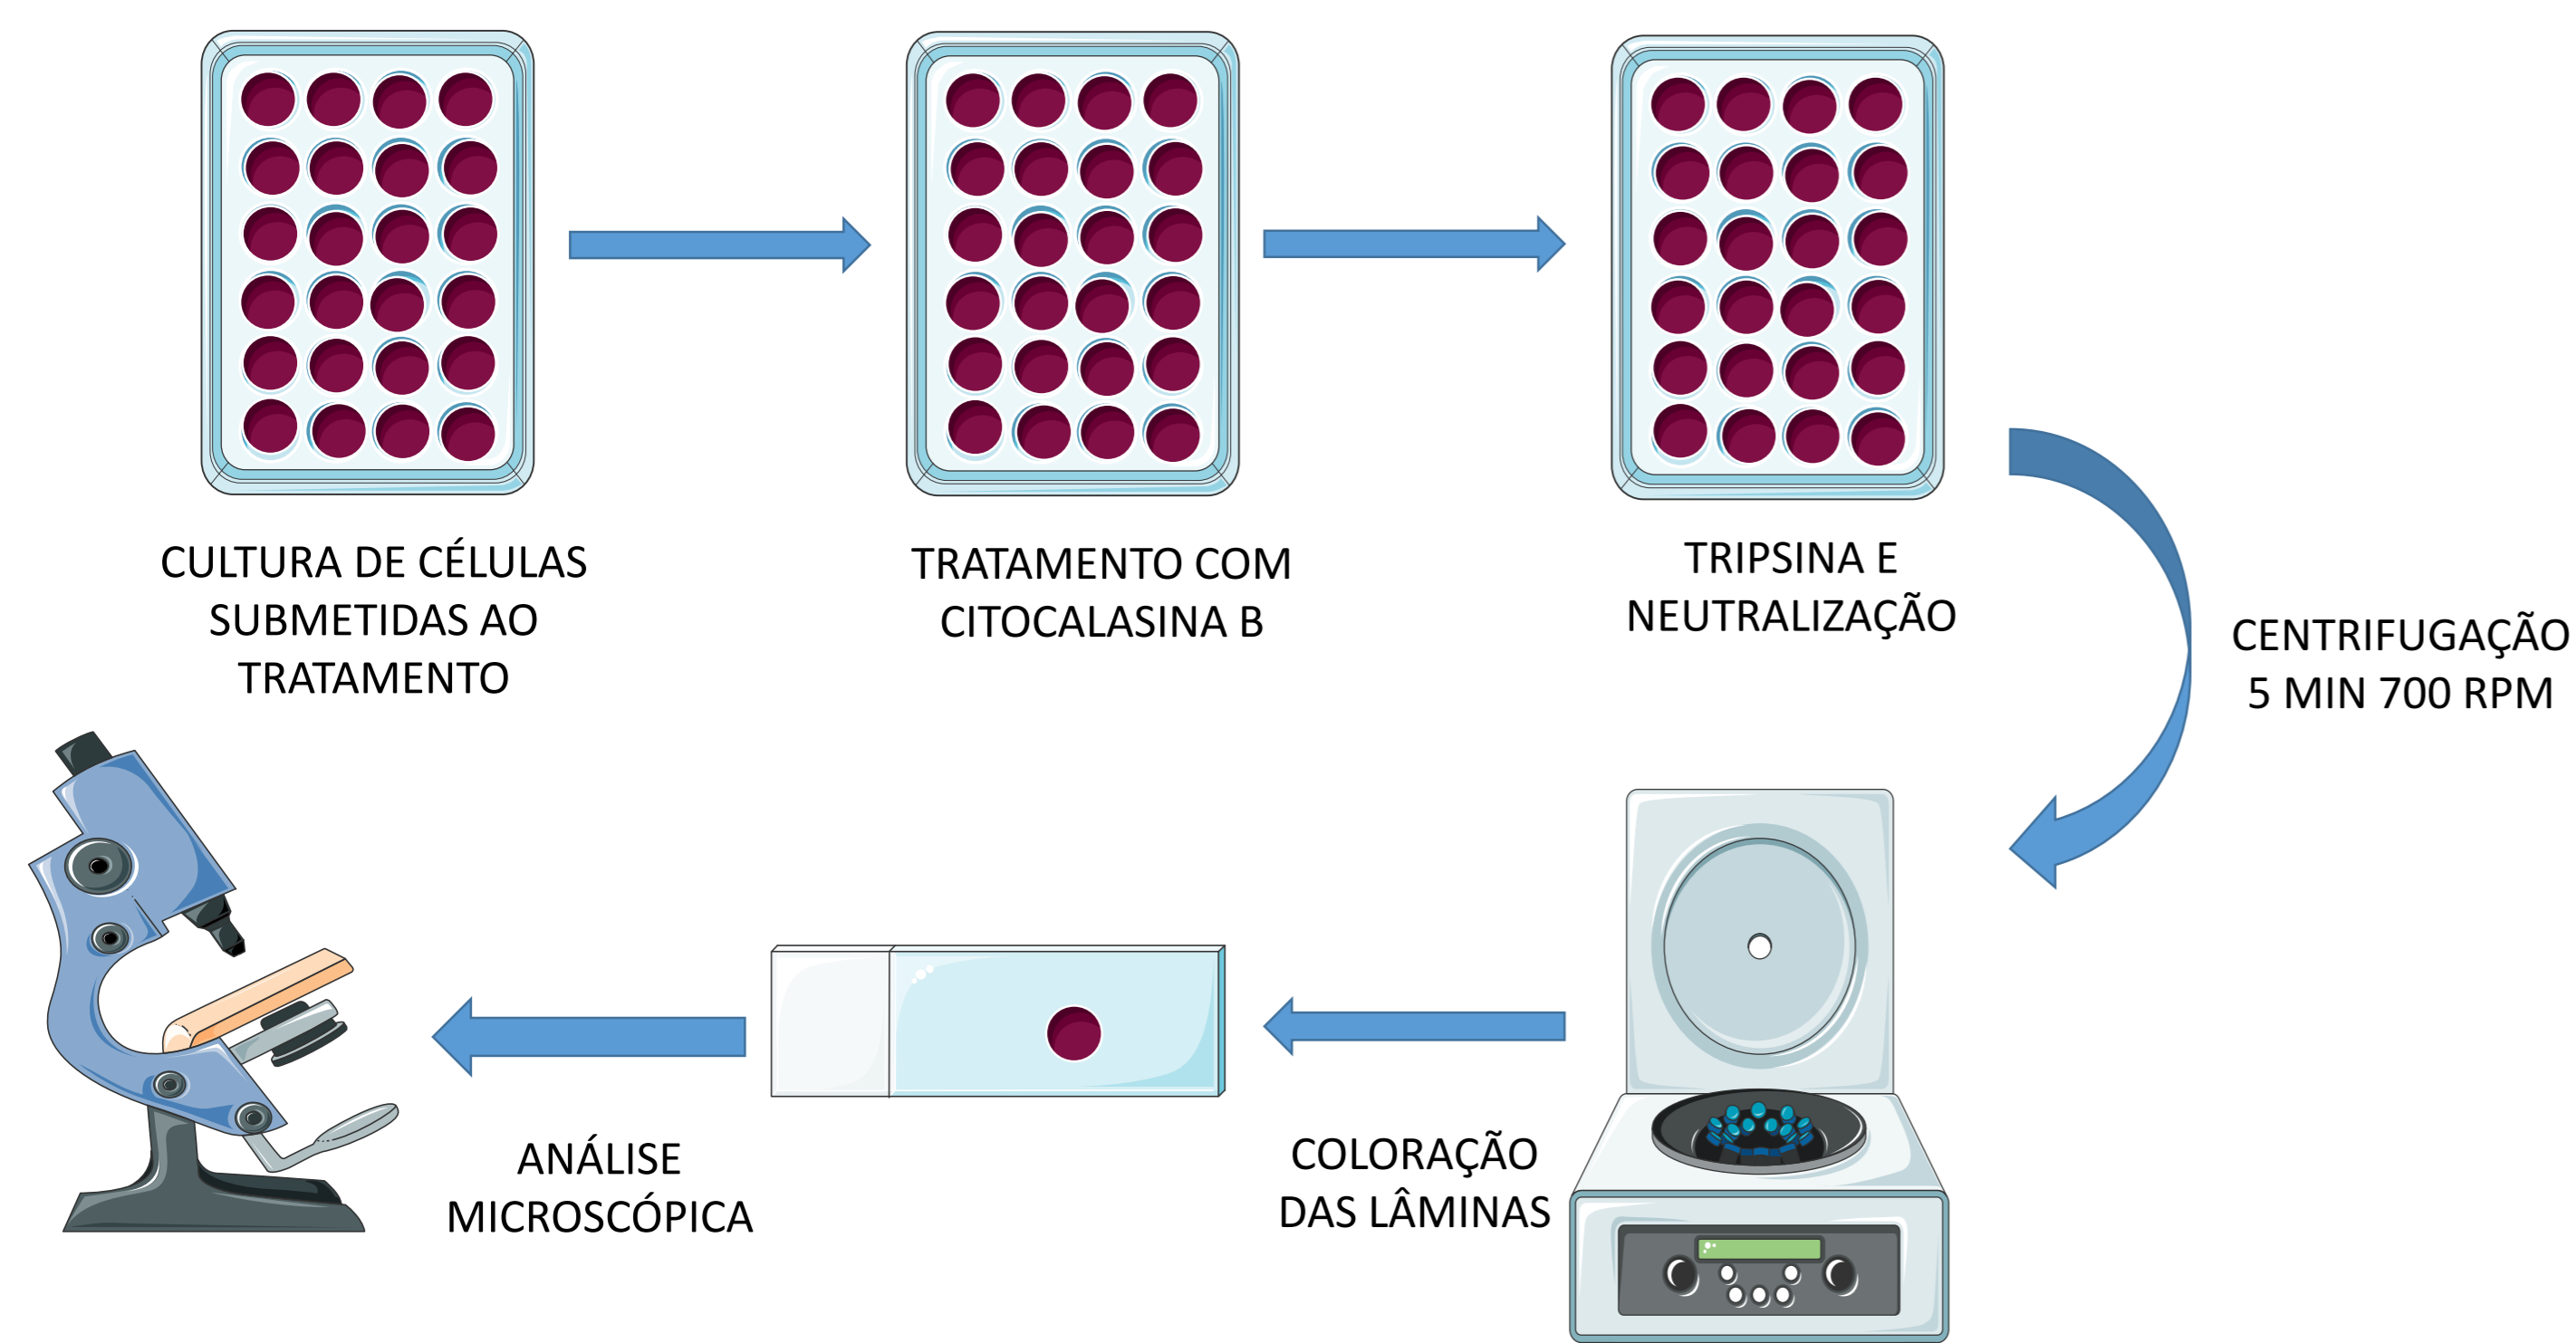 CULTURA DE CÉLULAS
SUBMETIDAS AO
TRATAMENTO
TRATAMENTO COM
CITOCALASINA B
TRIPSINA E
NEUTRALIZAÇÃO
CENTRIFUGAÇÃO
5 MIN 700 RPM
COLORAÇÃO
DAS LÂMINAS
ANÁLISE
MICROSCÓPICA